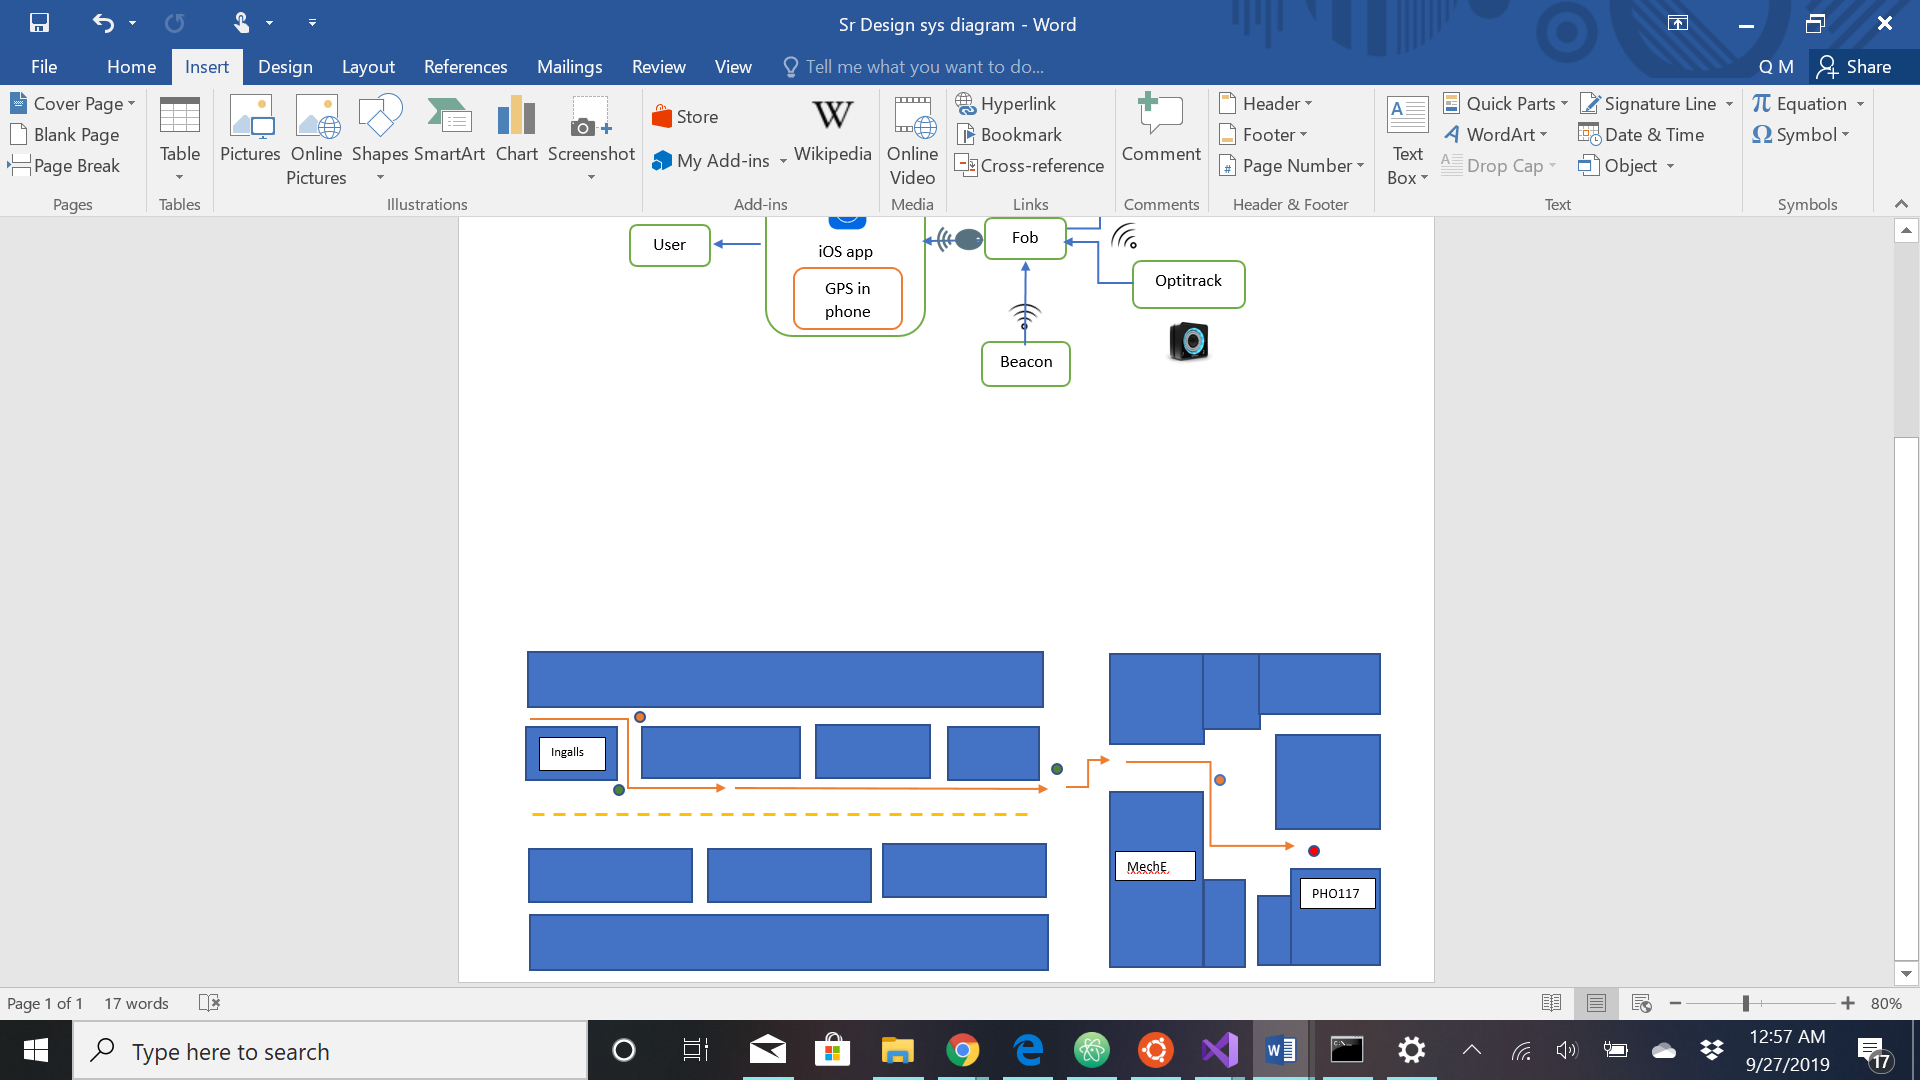 Sr Design sys diagram - Word
File Home Insert Design Layout References Mailings Review View Tell me what you want to do... Q M Share
Cover Page
Blank Page
Page Break
Pages
Table
Tables
Pictures
Online
Pictures
Shapes
SmartArt
Chart
Screenshot
Illustrations
Store
My Add-ins
W
Wikipedia
Add-ins
Online
Video
Media
Hyperlink
Bookmark
Cross-reference
Links
Comment
Comments
Header
Footer
Page Number
Header & Footer
Text
Box
Quick Parts
WordArt
Drop Cap
Signature Line
Date & Time
Object
Text
Equation
Symbol
Symbols
User
iOS app
GPS in
phone
Fob
Optitrack
Beacon
Ingalls
MechE
PHO117
Page 1 of 1 17 words
80%
Type here to search
12:57 AM
9/27/2019
17